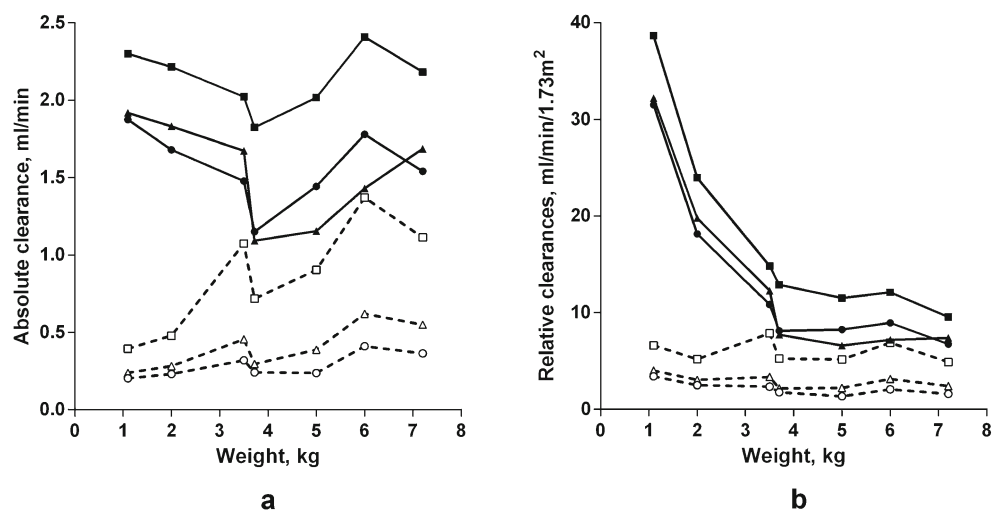 Absolute clearance, ml/min
2.5
2.0
1.5
1.0
0.5
0.0
0 1 2 3 4 5 6 7 8
Weight, kg
a
Relative clearances, ml/min/1.73m²
40
30
20
10
0
0 1 2 3 4 5 6 7 8
Weight, kg
b